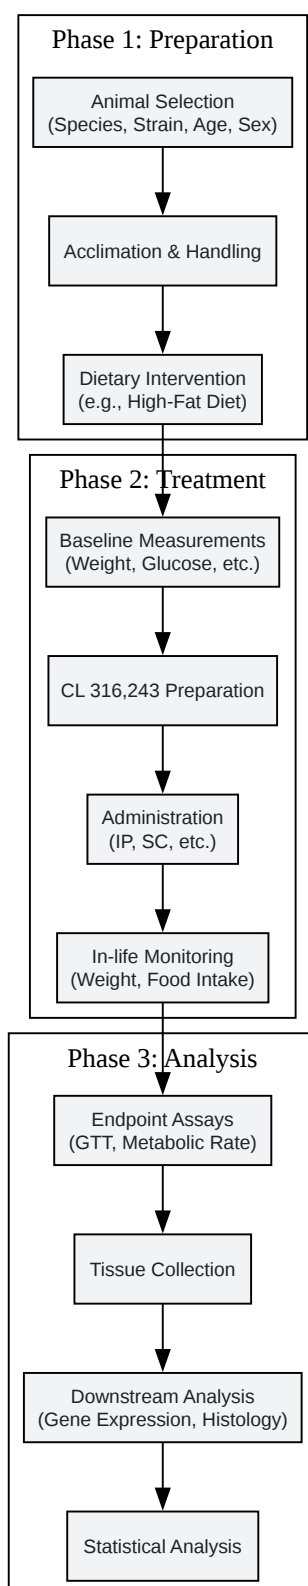 Phase 1: Preparation
Animal Selection
(Species, Strain, Age, Sex)
Acclimation & Handling
Dietary Intervention
(e.g., High-Fat Diet)
Phase 2: Treatment
Baseline Measurements
(Weight, Glucose, etc.)
CL 316,243 Preparation
Administration
(IP, SC, etc.)
In-life Monitoring
(Weight, Food Intake)
Phase 3: Analysis
Endpoint Assays
(GTT, Metabolic Rate)
Tissue Collection
Downstream Analysis
(Gene Expression, Histology)
Statistical Analysis